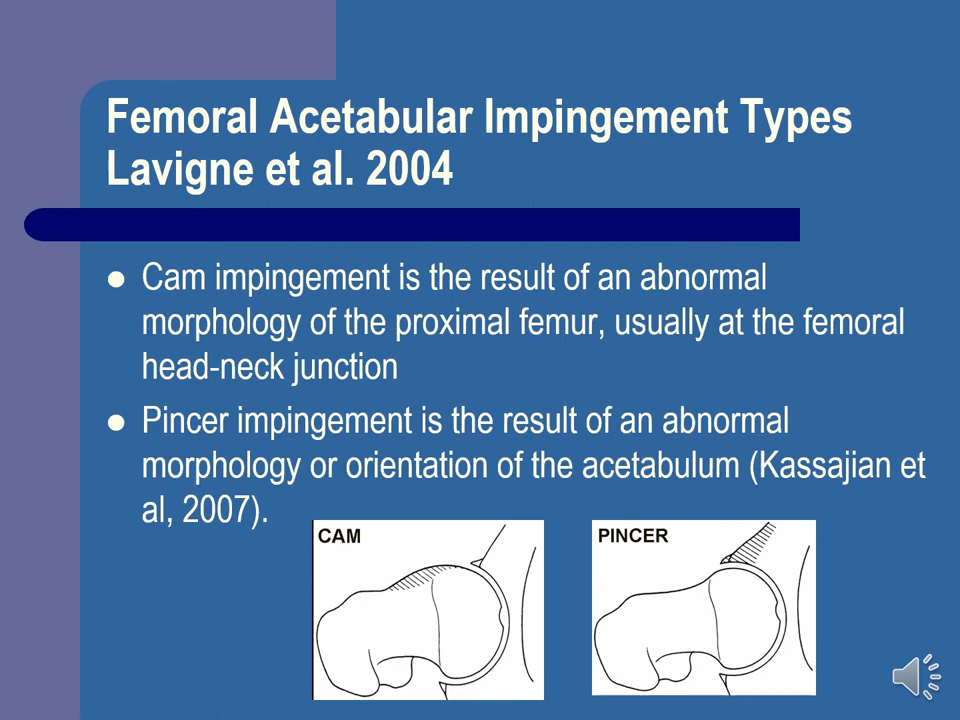 Femoral Acetabular Impingement Types
Lavigne et al. 2004
Cam impingement is the result of an abnormal
morphology of the proximal femur, usually at the femoral
head-neck junction
Pincer impingement is the result of an abnormal
morphology or orientation of the acetabulum (Kassajian et
al, 2007).
CAM
PINCER